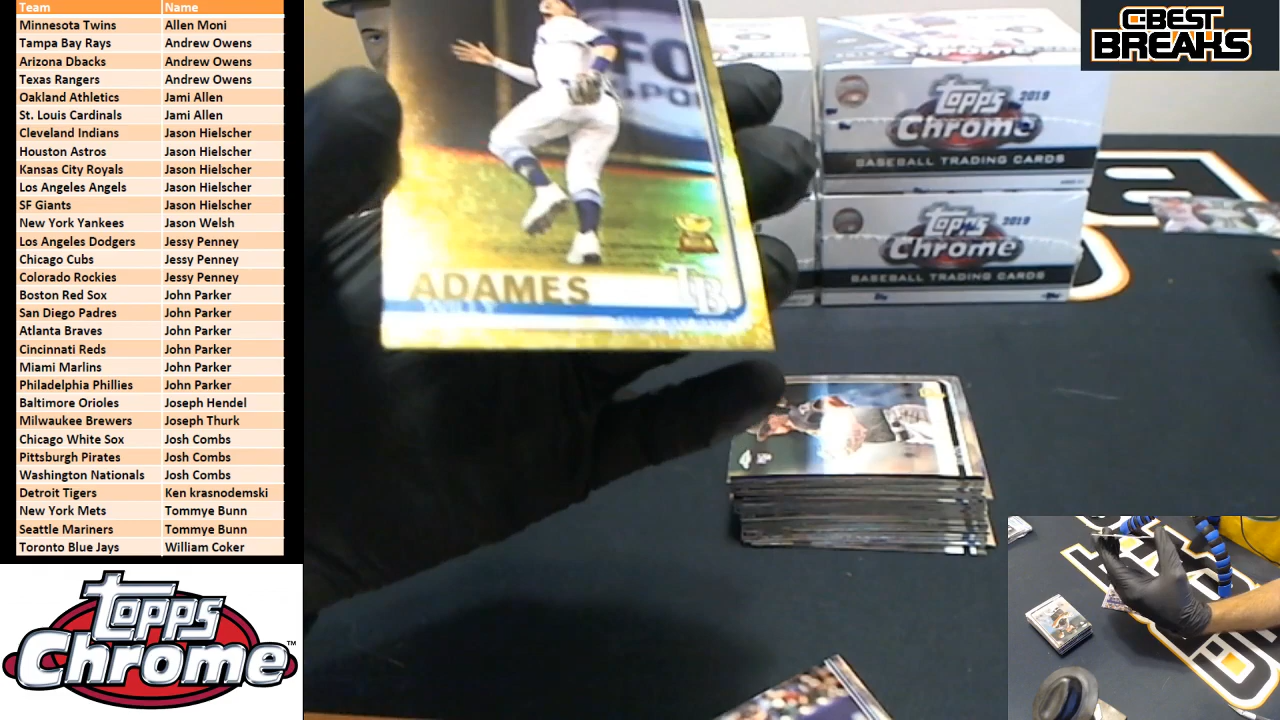 Team Name
Minnesota Twins Allen Moni
Tampa Bay Rays Andrew Owens
Arizona Dbacks Andrew Owens
Texas Rangers Andrew Owens
Oakland Athletics Jami Allen
St. Louis Cardinals Jami Allen
Cleveland Indians Jason Hielscher
Houston Astros Jason Hielscher
Kansas City Royals Jason Hielscher
Los Angeles Angels Jason Hielscher
SF Giants Jason Hielscher
New York Yankees Jason Welsh
Los Angeles Dodgers Jessy Penney
Chicago Cubs Jessy Penney
Colorado Rockies Jessy Penney
Boston Red Sox John Parker
San Diego Padres John Parker
Atlanta Braves John Parker
Cincinnati Reds John Parker
Miami Marlins John Parker
Philadelphia Phillies John Parker
Baltimore Orioles Joseph Hendel
Milwaukee Brewers Joseph Thurk
Chicago White Sox Josh Combs
Pittsburgh Pirates Josh Combs
Washington Nationals Josh Combs
Detroit Tigers Ken krasnodemski
New York Mets Tommye Bunn
Seattle Mariners Tommye Bunn
Toronto Blue Jays William Coker
Topps
Chrome™
C-BEST
BREAKS
FO
SPO
ADAMES
WILLY
TB
Topps 2019
Chrome
BASEBALL TRADING CARDS
Topps 2019
Chrome
BASEBALL TRADING CARDS